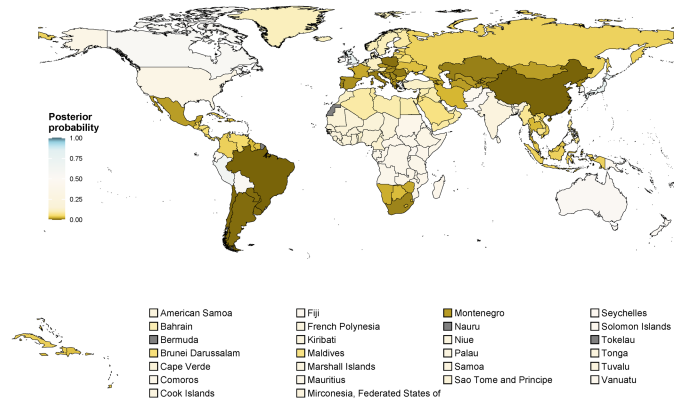 Posterior
probability
1.00
0.75
0.50
0.25
0.00
American Samoa
Bahrain
Bermuda
Brunei Darussalam
Cape Verde
Comoros
Cook Islands
Fiji
French Polynesia
Kiribati
Maldives
Marshall Islands
Mauritius
Mirconesia, Federated States of
Montenegro
Nauru
Niue
Palau
Samoa
Sao Tome and Principe
Seychelles
Solomon Islands
Tokelau
Tonga
Tuvalu
Vanuatu